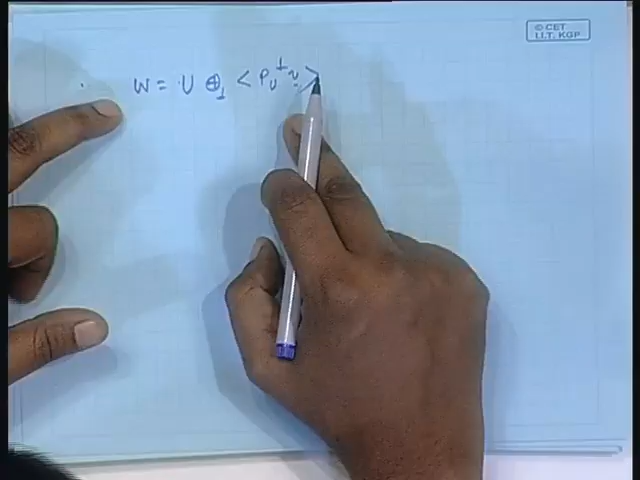 © CET
I.I.T. KGP
W = U ⊕⊥ < P_U^⊥ ṵ >